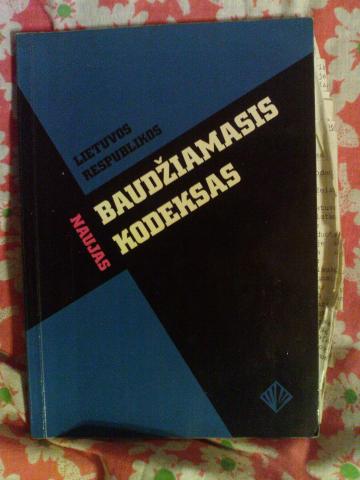 LIETUVOS
RESPUBLIKOS
NAUJAS
BAUDŽIAMASIS
KODEKSAS